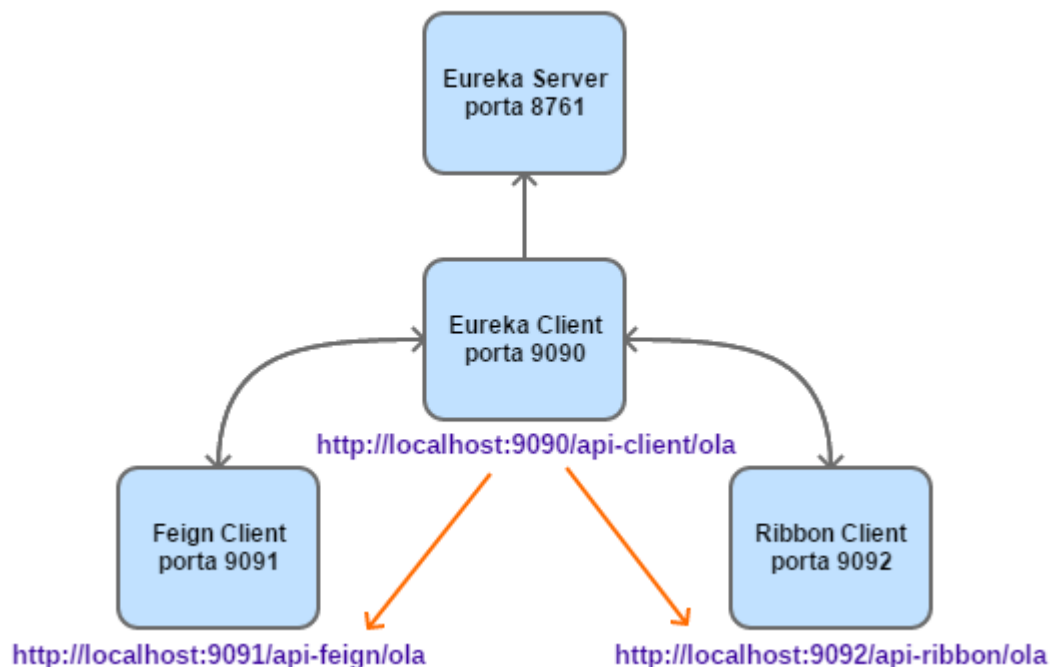 Eureka Server
porta 8761
Eureka Client
porta 9090
http://localhost:9090/api-client/ola
Feign Client
porta 9091
Ribbon Client
porta 9092
http://localhost:9091/api-feign/ola
http://localhost:9092/api-ribbon/ola